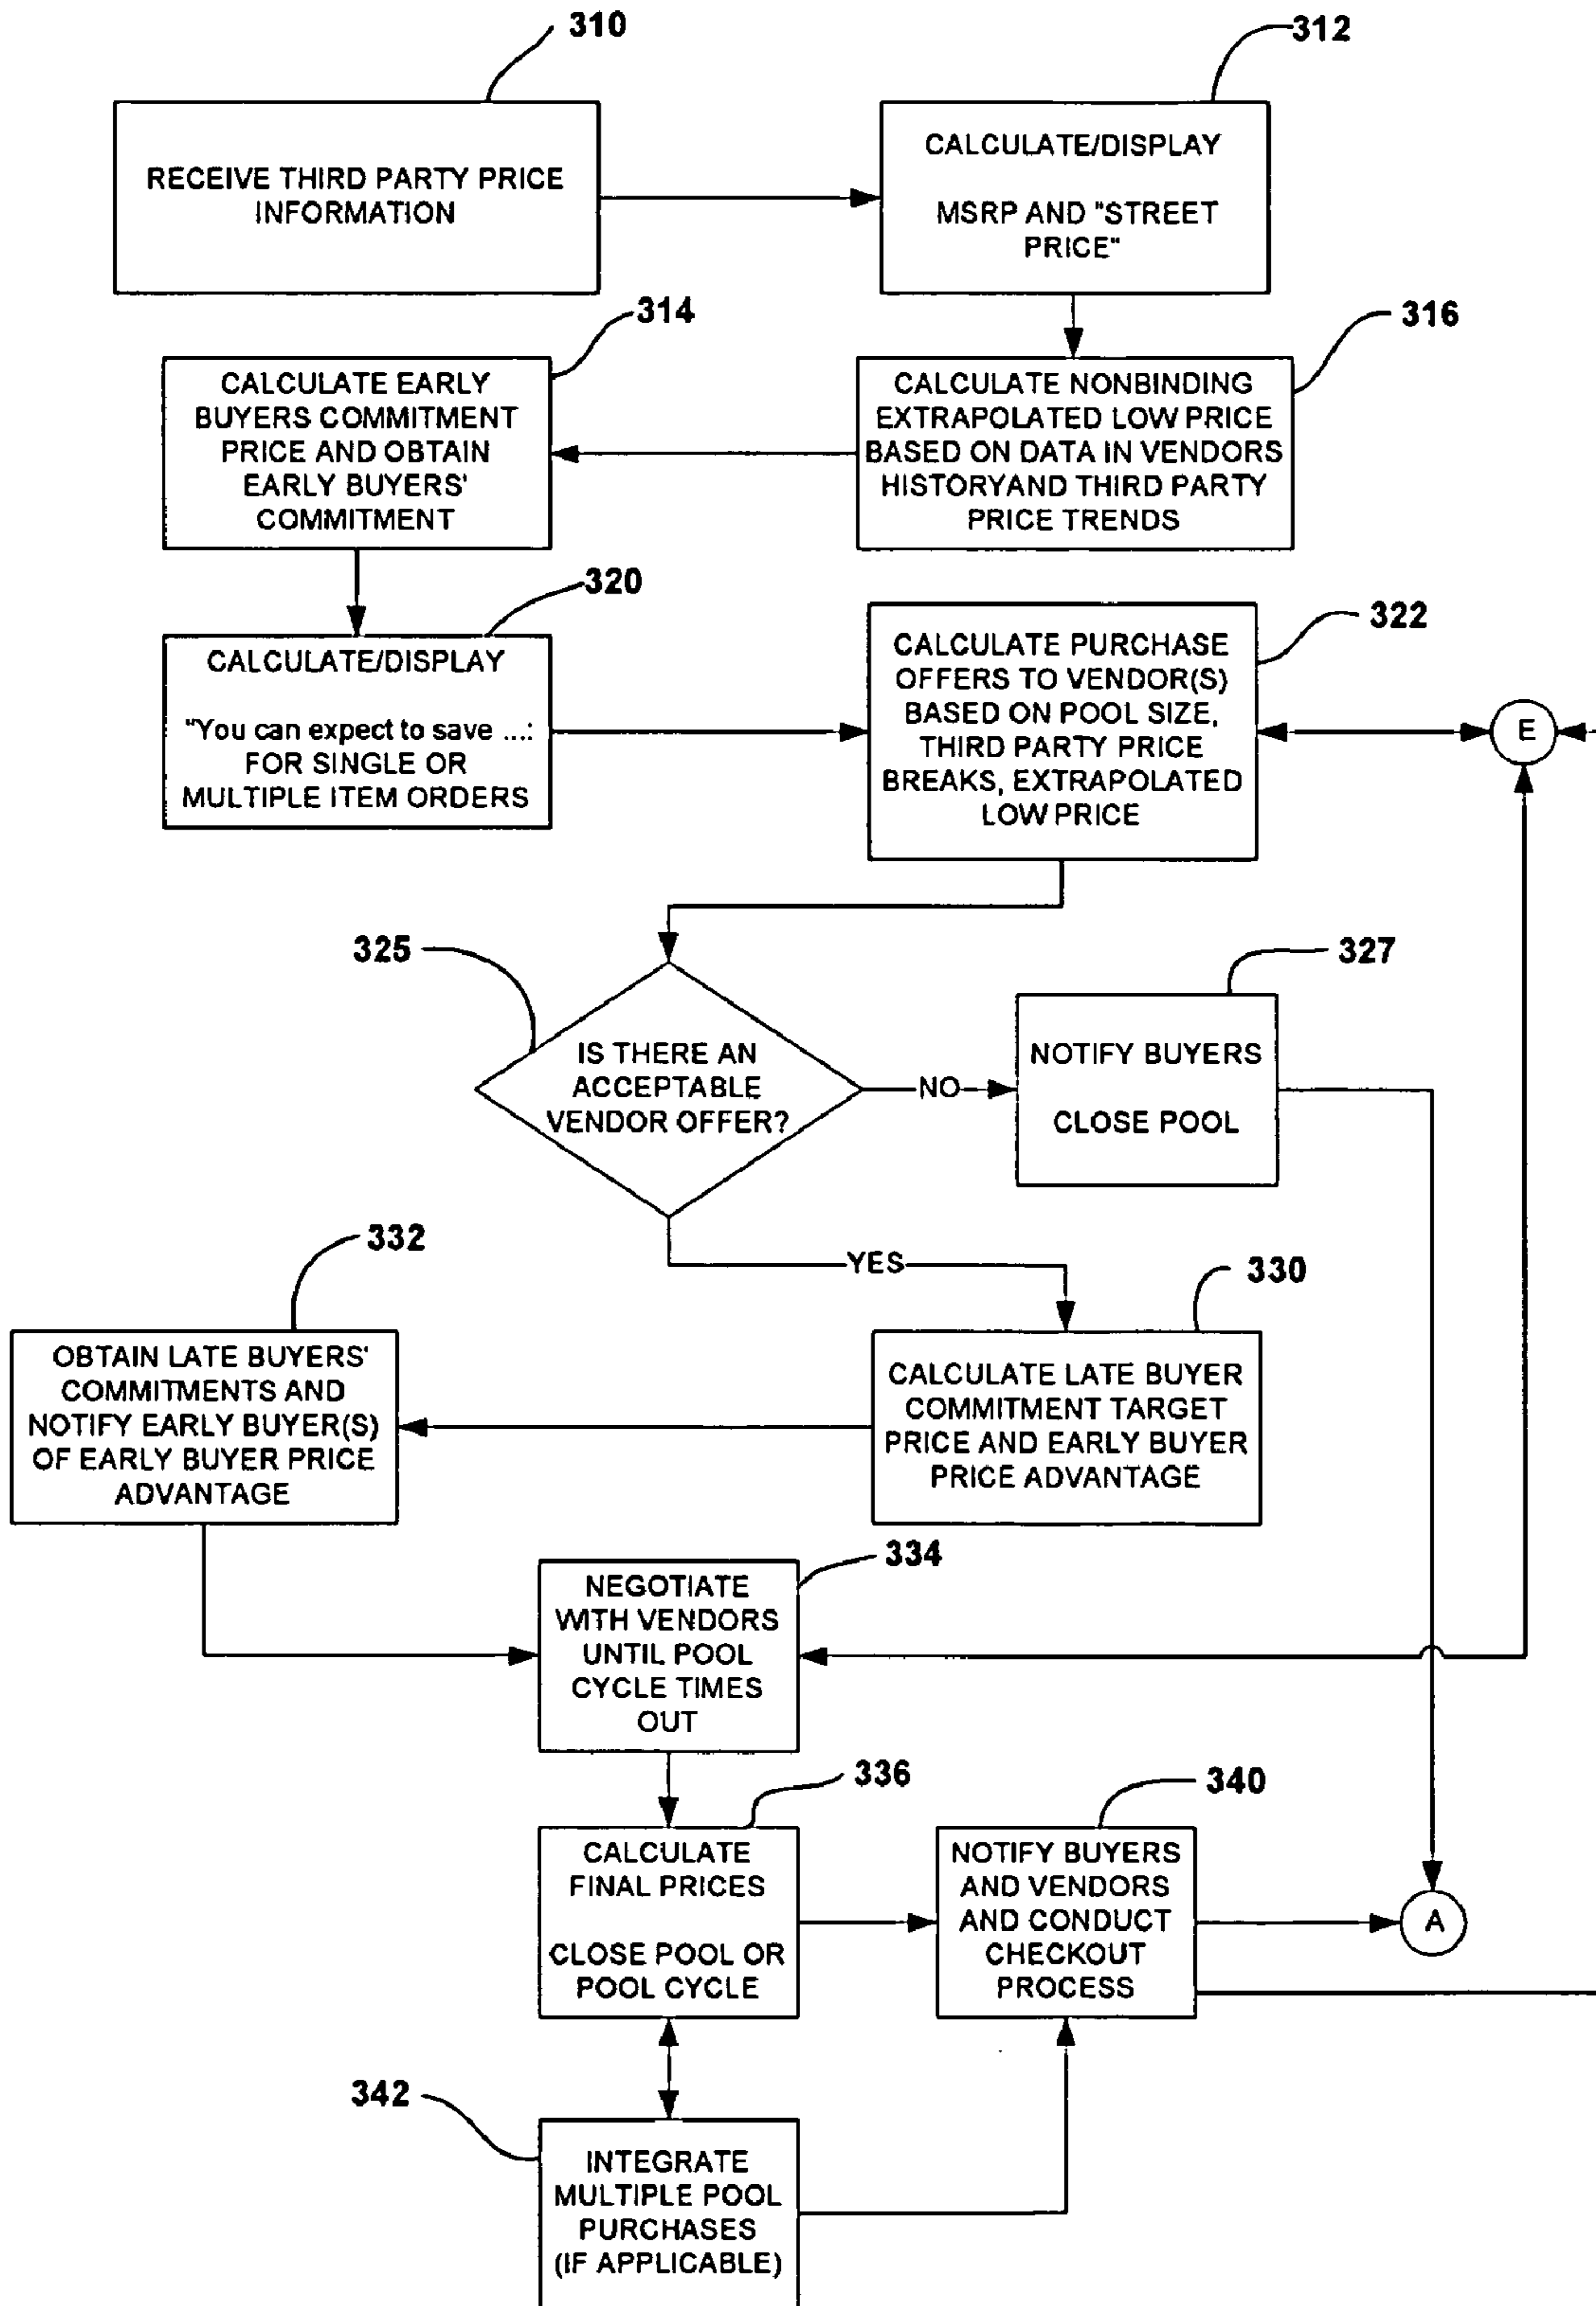 310
312
RECEIVE THIRD PARTY PRICE
INFORMATION
CALCULATE/DISPLAY
MSRP AND "STREET
PRICE"
314
316
CALCULATE EARLY
BUYERS COMMITMENT
PRICE AND OBTAIN
EARLY BUYERS'
COMMITMENT
CALCULATE NONBINDING
EXTRAPOLATED LOW PRICE
BASED ON DATA IN VENDORS
HISTORYAND THIRD PARTY
PRICE TRENDS
320
322
CALCULATE/DISPLAY
"You can expect to save ...:
FOR SINGLE OR
MULTIPLE ITEM ORDERS
CALCULATE PURCHASE
OFFERS TO VENDOR(S)
BASED ON POOL SIZE,
THIRD PARTY PRICE
BREAKS, EXTRAPOLATED
LOW PRICE
E
325
327
IS THERE AN
ACCEPTABLE
VENDOR OFFER?
NO
NOTIFY BUYERS
CLOSE POOL
YES
332
330
OBTAIN LATE BUYERS'
COMMITMENTS AND
NOTIFY EARLY BUYER(S)
OF EARLY BUYER PRICE
ADVANTAGE
CALCULATE LATE BUYER
COMMITMENT TARGET
PRICE AND EARLY BUYER
PRICE ADVANTAGE
334
NEGOTIATE
WITH VENDORS
UNTIL POOL
CYCLE TIMES
OUT
336
340
CALCULATE
FINAL PRICES
CLOSE POOL OR
POOL CYCLE
NOTIFY BUYERS
AND VENDORS
AND CONDUCT
CHECKOUT
PROCESS
A
342
INTEGRATE
MULTIPLE POOL
PURCHASES
(IF APPLICABLE)